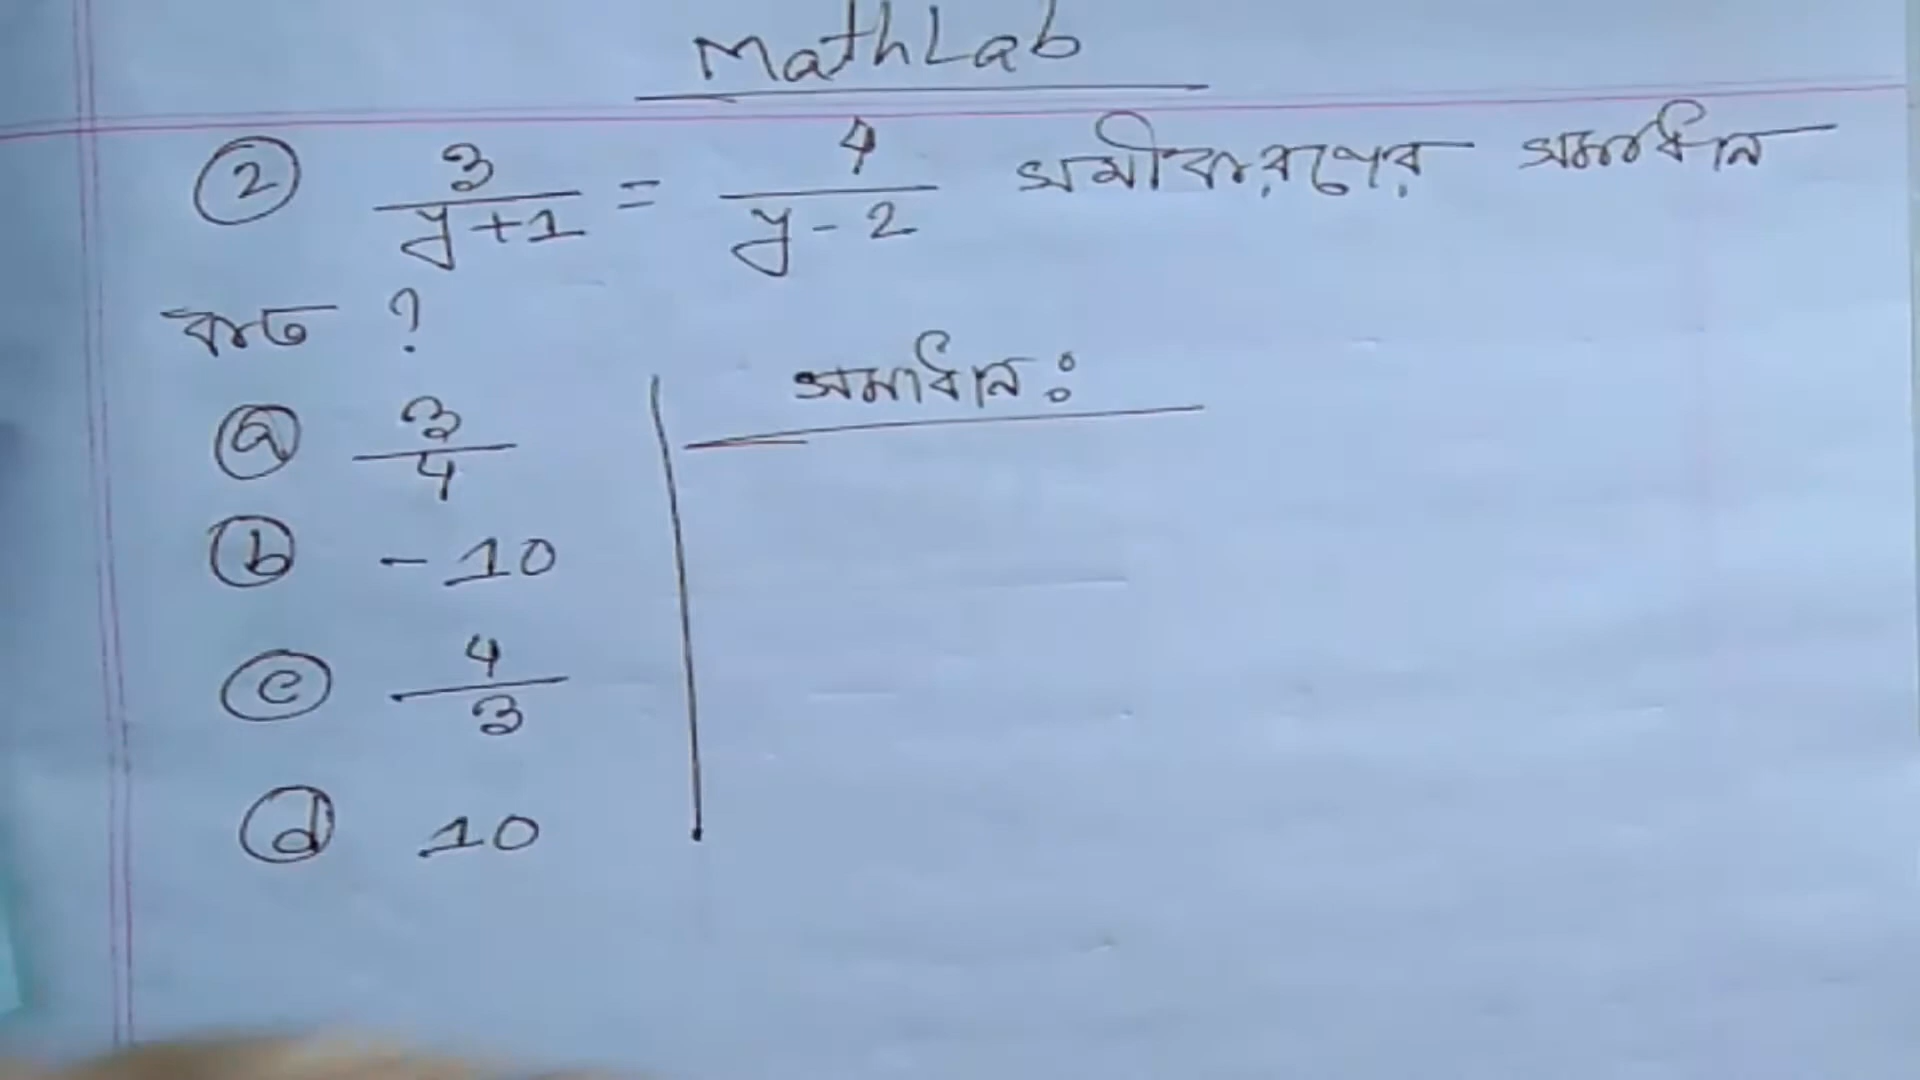 MathLab
② 3/(y+1) = 4/(y-2) সমীকরণের সমাধান
কত ?
ⓐ 3/4
ⓑ -10
ⓒ 4/3
ⓓ 10
সমাধান :